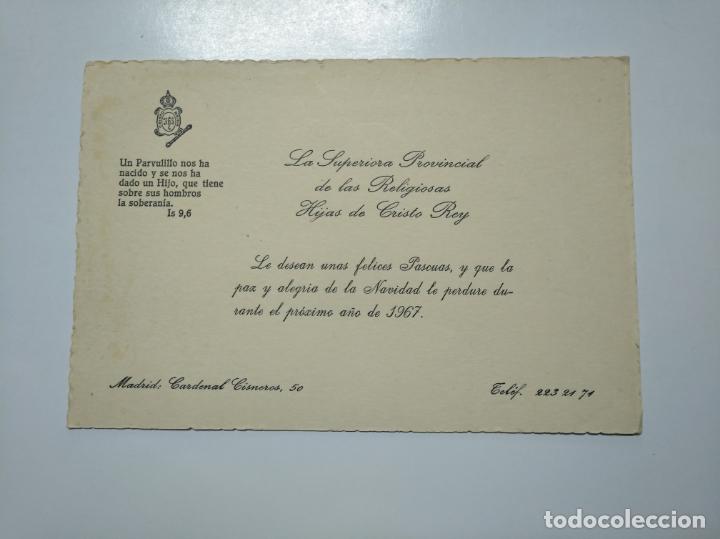 Un Parvulillo nos ha
nacido y se nos ha
dado un Hijo, que tiene
sobre sus hombros
la soberanía.
Is 9,6
La Superiora Provincial
de las Religiosas
Hijas de Cristo Rey
Le desean unas felices Pascuas, y que la
paz y alegria de la Navidad le perdure du-
rante el próximo año de 1967.
Madrid: Cardenal Cisneros, 50
Teléf. 223 21 71
todocoleccion